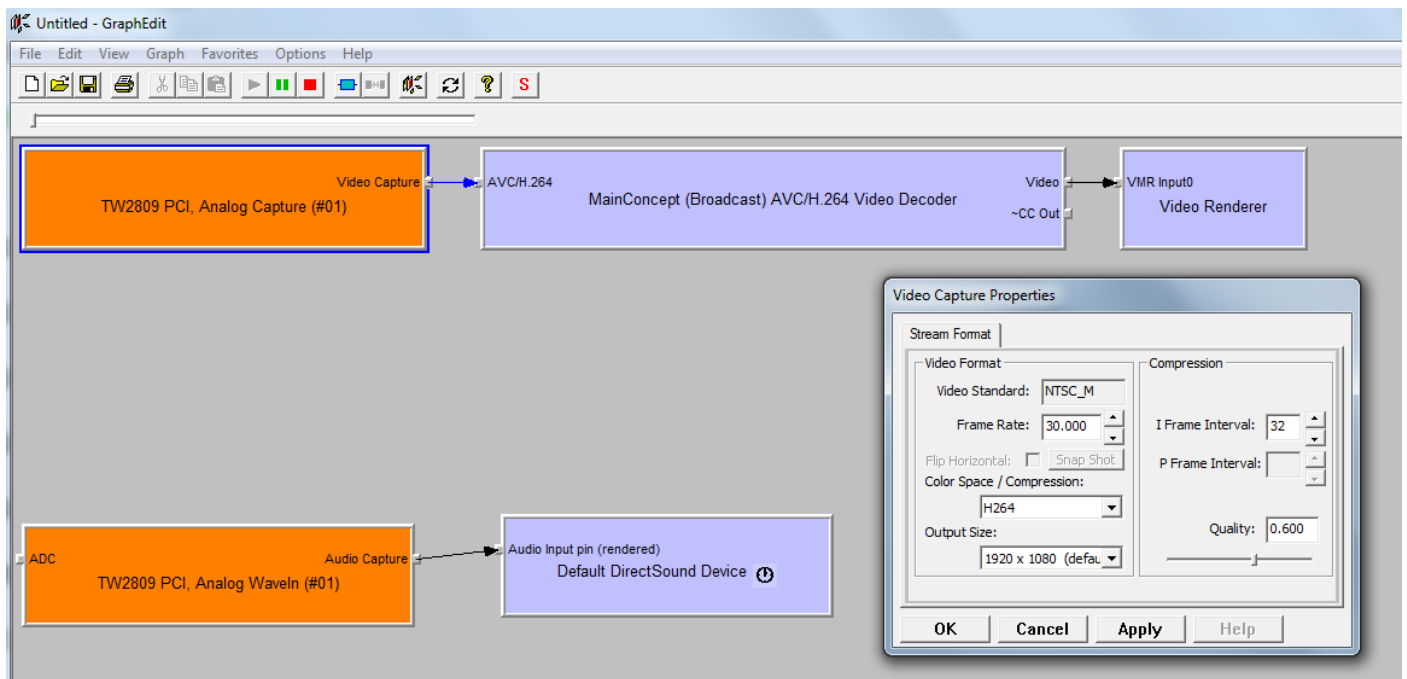 Untitled - GraphEdit
File Edit View Graph Favorites Options Help
S
Video Capture
TW2809 PCI, Analog Capture (#01)
AVC/H.264
MainConcept (Broadcast) AVC/H.264 Video Decoder
Video
~CC Out
VMR Input0
Video Renderer
ADC
Audio Capture
TW2809 PCI, Analog WaveIn (#01)
Audio Input pin (rendered)
Default DirectSound Device
Video Capture Properties
Stream Format
Video Format
Video Standard: NTSC_M
Frame Rate: 30.000
Flip Horizontal: Snap Shot
Color Space / Compression:
H264
Output Size:
1920 x 1080 (defau
Compression
I Frame Interval: 32
P Frame Interval:
Quality: 0.600
OK Cancel Apply Help